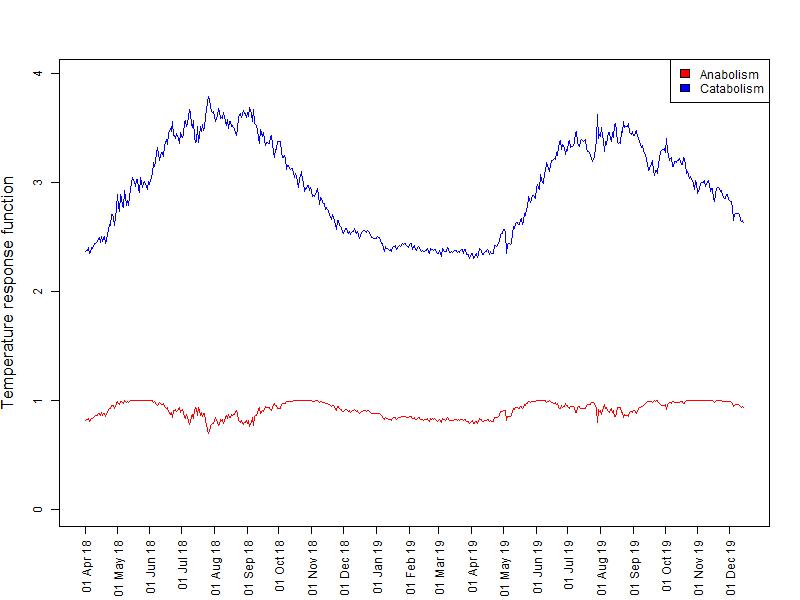 Anabolism
Catabolism
Temperature response function
4
3
2
1
0
01 Apr 18
01 May 18
01 Jun 18
01 Jul 18
01 Aug 18
01 Sep 18
01 Oct 18
01 Nov 18
01 Dec 18
01 Jan 19
01 Feb 19
01 Mar 19
01 Apr 19
01 May 19
01 Jun 19
01 Jul 19
01 Aug 19
01 Sep 19
01 Oct 19
01 Nov 19
01 Dec 19